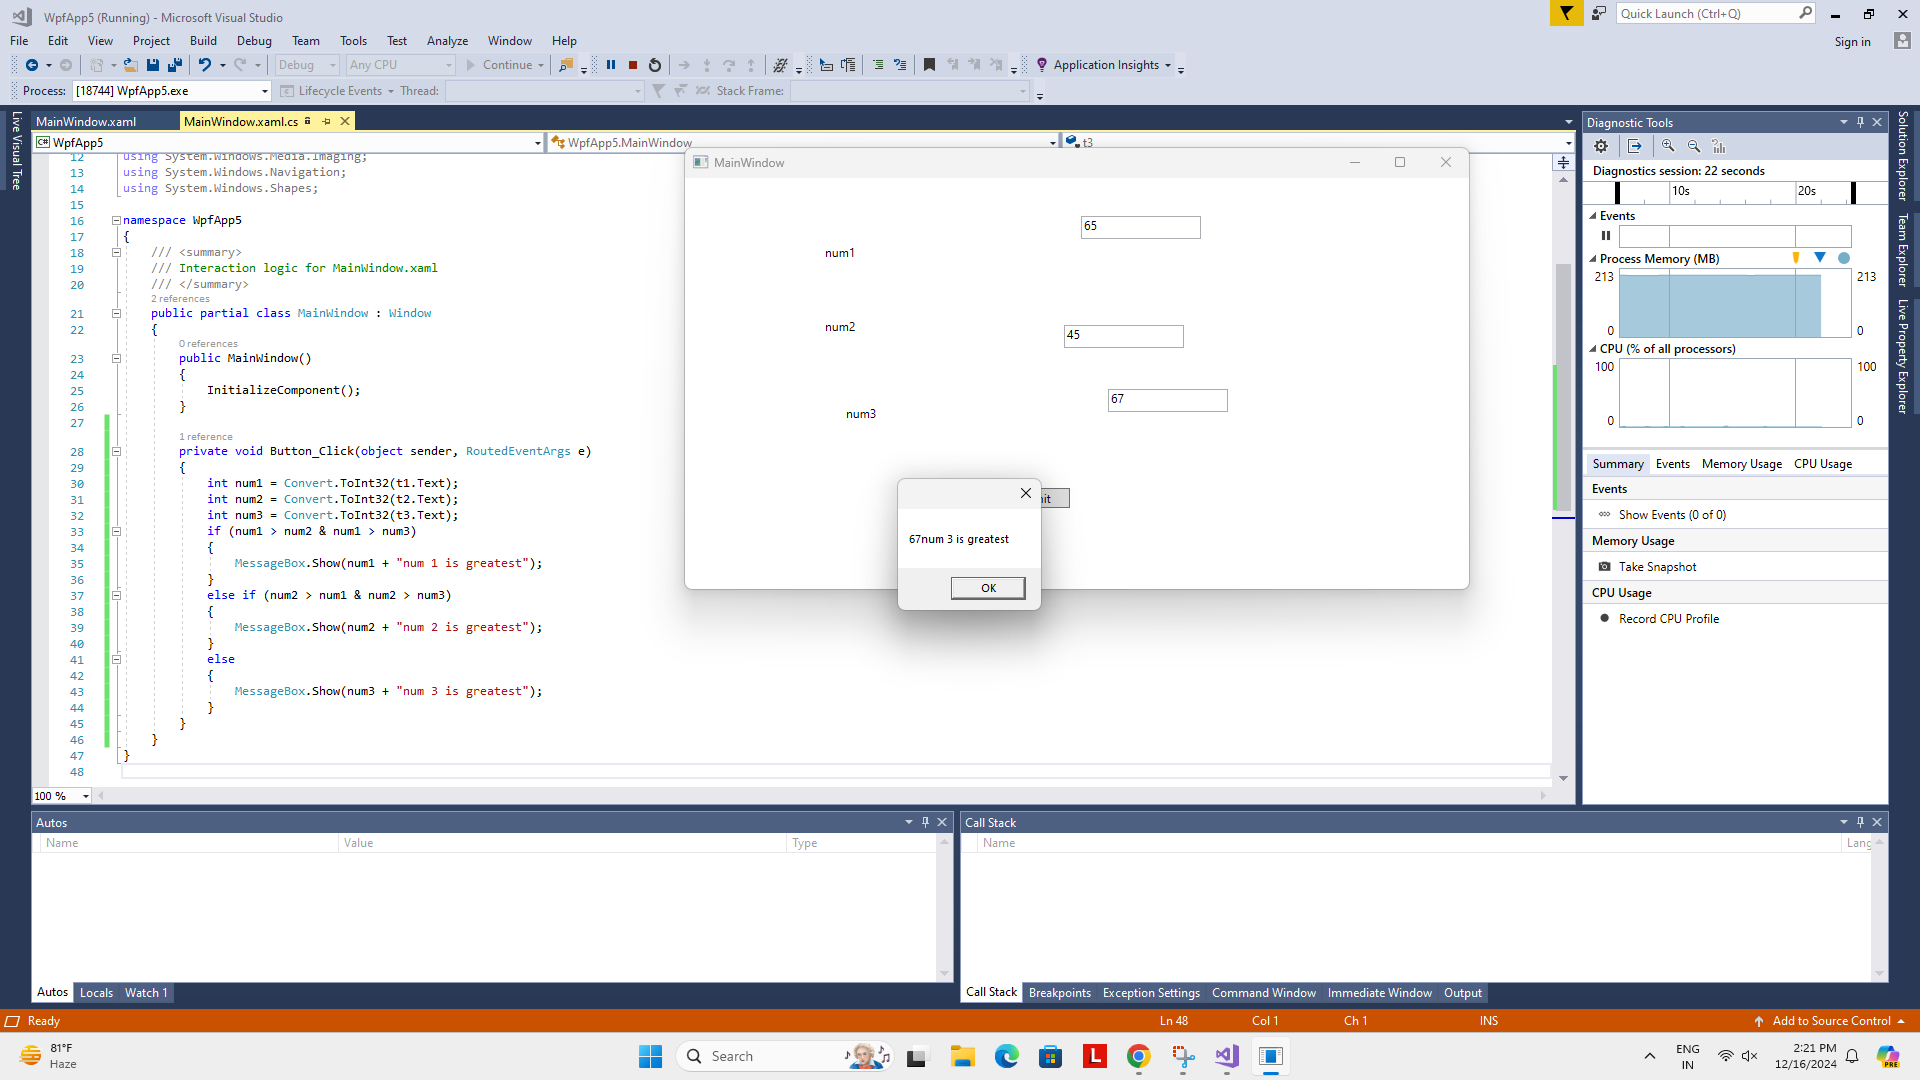 WpfApp5 (Running) - Microsoft Visual Studio
Quick Launch (Ctrl+Q)
File Edit View Project Build Debug Team Tools Test Analyze Window Help
Sign in
Debug Any CPU Continue Application Insights
Process: [18744] WpfApp5.exe Lifecycle Events Thread: Stack Frame:
Live Visual Tree
MainWindow.xaml MainWindow.xaml.cs
WpfApp5 WpfApp5.MainWindow t3
12 using System.Windows.Media.Imaging;
13 using System.Windows.Navigation;
14 using System.Windows.Shapes;
15
16 namespace WpfApp5
17 {
18 /// <summary>
19 /// Interaction logic for MainWindow.xaml
20 /// </summary>
2 references
21 public partial class MainWindow : Window
22 {
0 references
23 public MainWindow()
24 {
25 InitializeComponent();
26 }
27
1 reference
28 private void Button_Click(object sender, RoutedEventArgs e)
29 {
30 int num1 = Convert.ToInt32(t1.Text);
31 int num2 = Convert.ToInt32(t2.Text);
32 int num3 = Convert.ToInt32(t3.Text);
33 if (num1 > num2 & num1 > num3)
34 {
35 MessageBox.Show(num1 + "num 1 is greatest");
36 }
37 else if (num2 > num1 & num2 > num3)
38 {
39 MessageBox.Show(num2 + "num 2 is greatest");
40 }
41 else
42 {
43 MessageBox.Show(num3 + "num 3 is greatest");
44 }
45 }
46 }
47 }
48
100 %
MainWindow
65
num1
num2
45
67
num3
67num 3 is greatest
OK
Diagnostic Tools
Diagnostics session: 22 seconds
10s 20s
Events
Process Memory (MB)
213 213
0 0
CPU (% of all processors)
100 100
0 0
Summary Events Memory Usage CPU Usage
Events
Show Events (0 of 0)
Memory Usage
Take Snapshot
CPU Usage
Record CPU Profile
Solution Explorer
Team Explorer
Live Property Explorer
Autos
Name Value Type
Autos Locals Watch 1
Call Stack
Name Lang
Call Stack Breakpoints Exception Settings Command Window Immediate Window Output
Ready Ln 48 Col 1 Ch 1 INS Add to Source Control
81°F
Haze
Search
L
ENG
IN
2:21 PM
12/16/2024
PRE